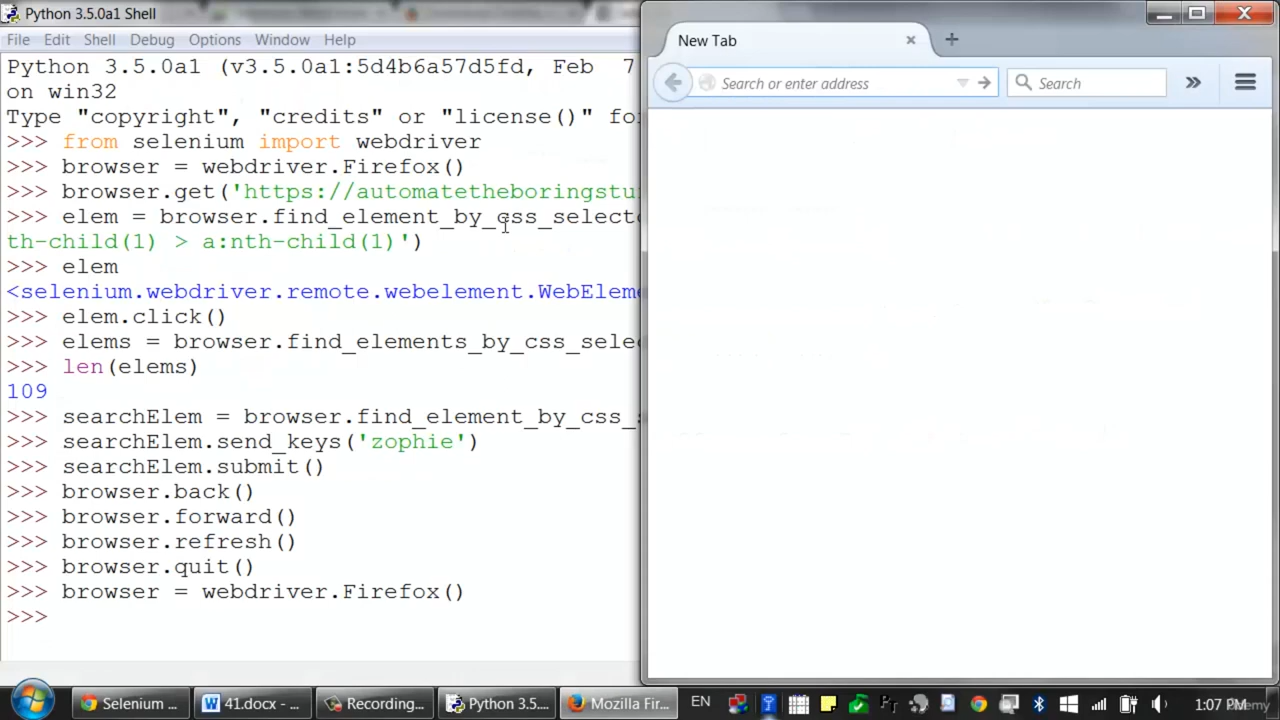 Python 3.5.0a1 Shell
File Edit Shell Debug Options Window Help
Python 3.5.0a1 (v3.5.0a1:5d4b6a57d5fd, Feb 7
on win32
Type "copyright", "credits" or "license()" fo
>>> from selenium import webdriver
>>> browser = webdriver.Firefox()
>>> browser.get('https://automatetheboringstu
>>> elem = browser.find_element_by_css_selecto
th-child(1) > a:nth-child(1)')
>>> elem
<selenium.webdriver.remote.webelement.WebEleme
>>> elem.click()
>>> elems = browser.find_elements_by_css_selec
>>> len(elems)
109
>>> searchElem = browser.find_element_by_css_s
>>> searchElem.send_keys('zophie')
>>> searchElem.submit()
>>> browser.back()
>>> browser.forward()
>>> browser.refresh()
>>> browser.quit()
>>> browser = webdriver.Firefox()
>>>
New Tab
Search or enter address
Search
Selenium ...
41.docx - ...
Recording...
Python 3.5....
Mozilla Fir...
EN
1:07 PM